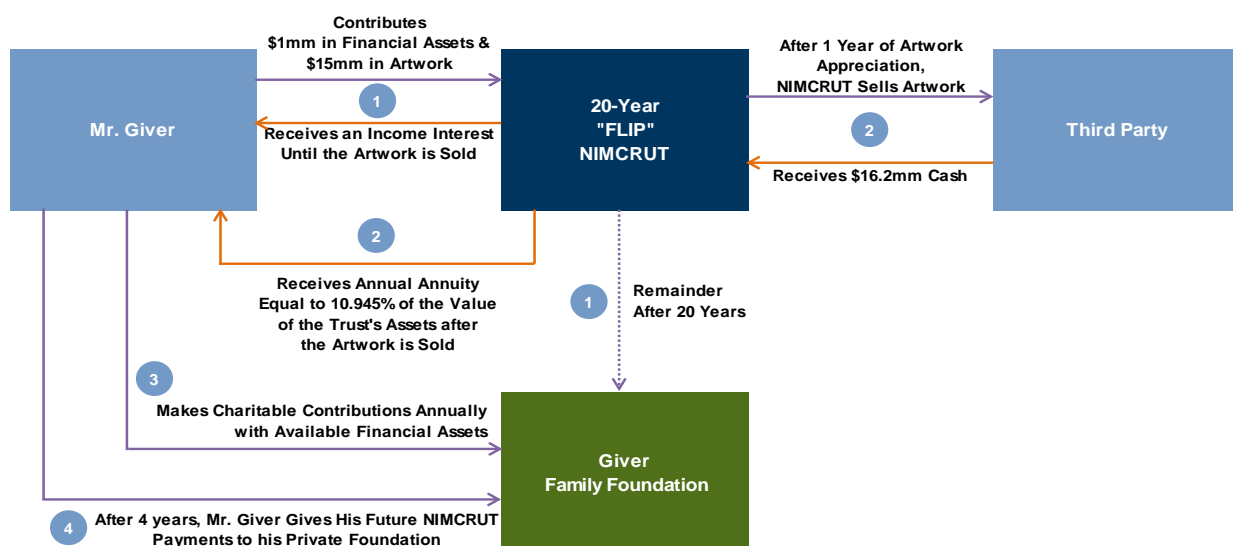 Contributes
$1mm in Financial Assets &
$15mm in Artwork
After 1 Year of Artwork
Appreciation,
NIMCRUT Sells Artwork
1
2
Mr. Giver
20-Year
"FLIP"
NIMCRUT
Third Party
Receives an Income Interest
Until the Artwork is Sold
Receives $16.2mm Cash
2
Receives Annual Annuity
Equal to 10.945% of the Value
of the Trust's Assets after
the Artwork is Sold
1
Remainder
After 20 Years
3
Makes Charitable Contributions Annually
with Available Financial Assets
Giver
Family Foundation
4
After 4 years, Mr. Giver Gives His Future NIMCRUT
Payments to his Private Foundation